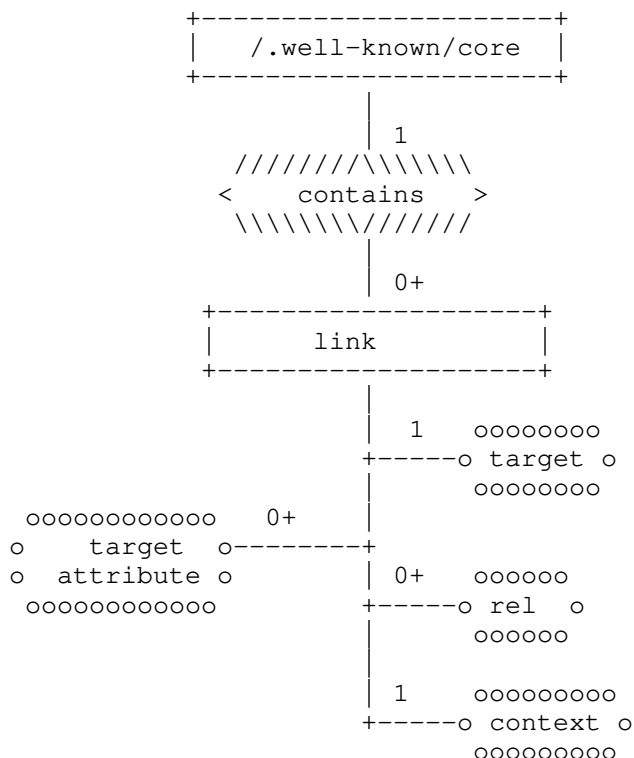 /.well-known/core
1
contains
0+
link
1
target
0+
target
attribute
0+
rel
1
context